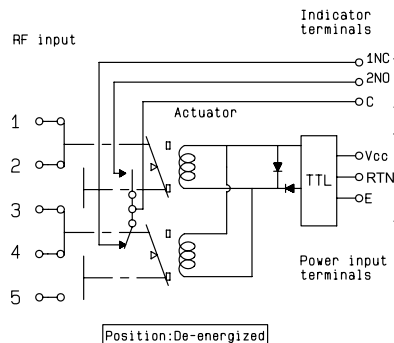 Indicator
terminals
RF input
1NC
2NO
C
Actuator
1
2
3
4
5
TTL
Vcc
RTN
E
Power input
terminals
Position:De-energized